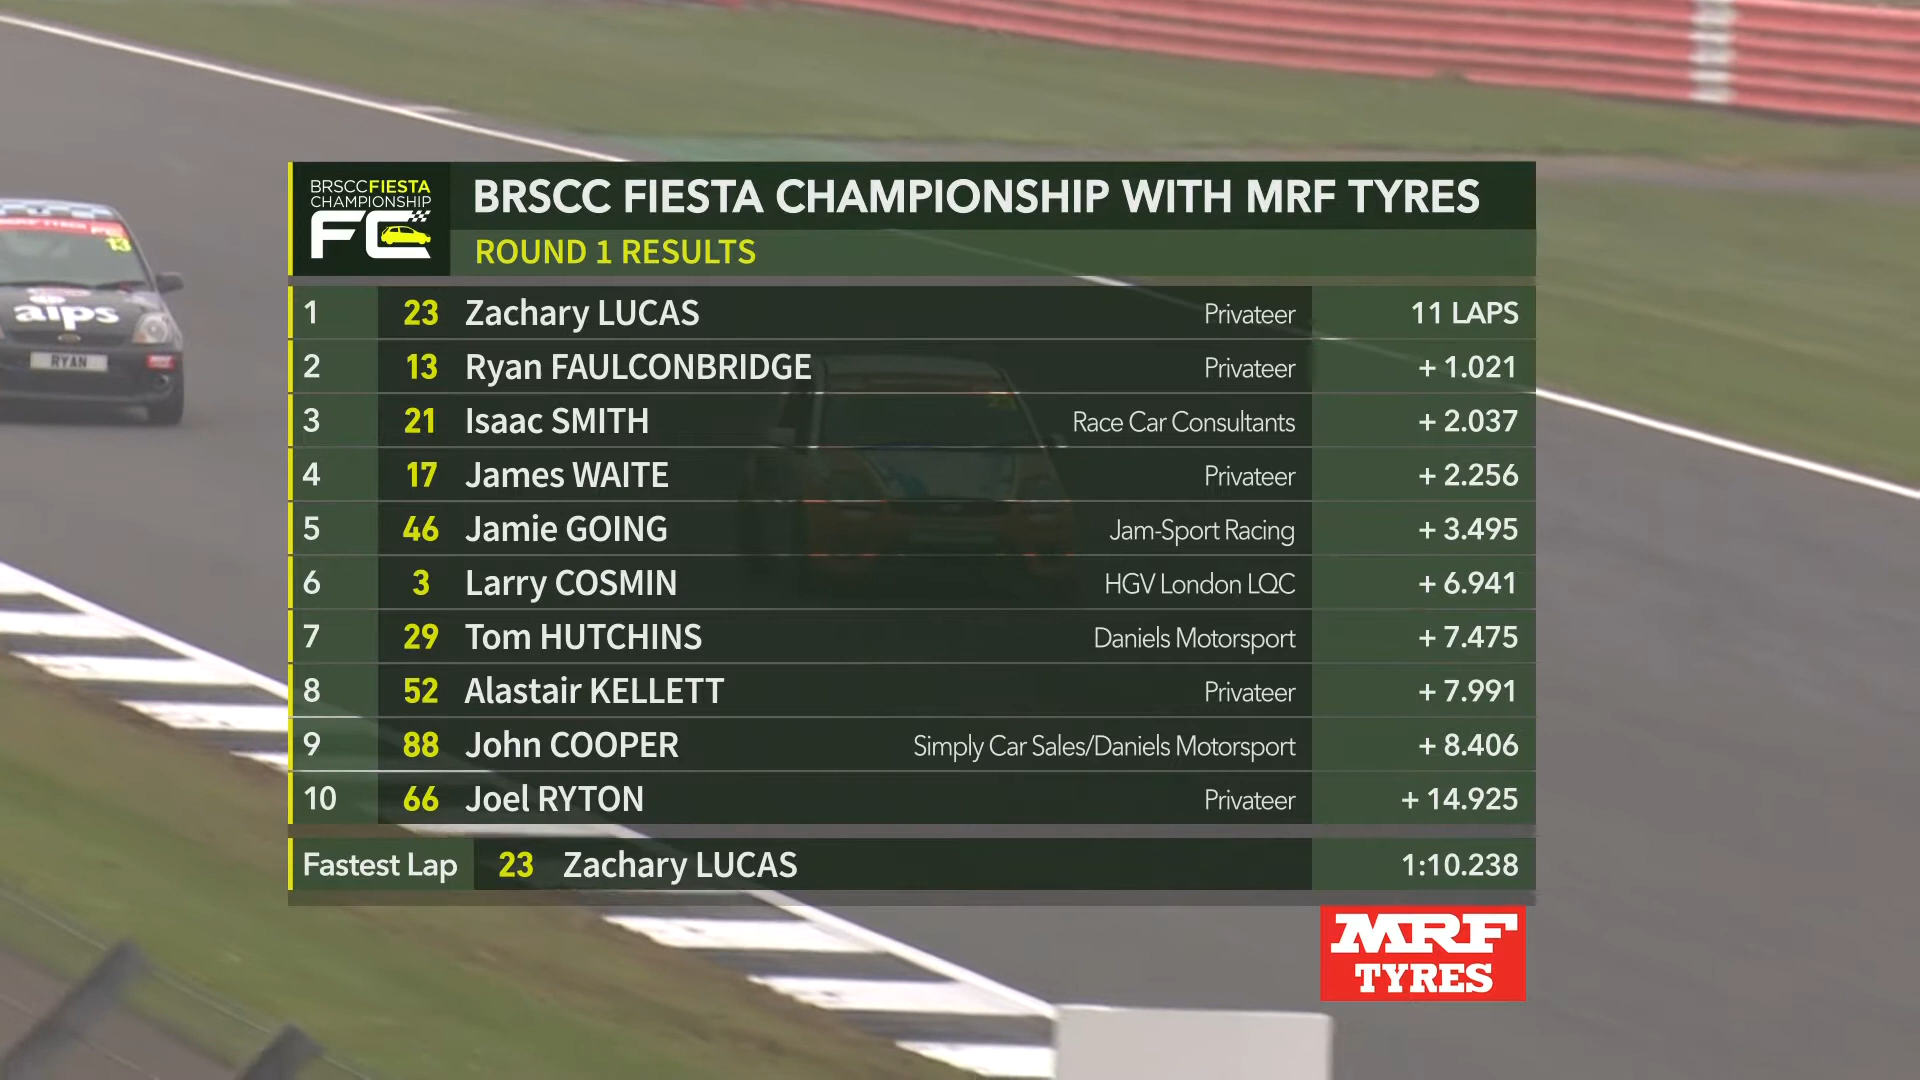 BRSCCFIESTA
CHAMPIONSHIP
FC
BRSCC FIESTA CHAMPIONSHIP WITH MRF TYRES
ROUND 1 RESULTS
1 23 Zachary LUCAS Privateer 11 LAPS
2 13 Ryan FAULCONBRIDGE Privateer + 1.021
3 21 Isaac SMITH Race Car Consultants + 2.037
4 17 James WAITE Privateer + 2.256
5 46 Jamie GOING Jam-Sport Racing + 3.495
6 3 Larry COSMIN HGV London LQC + 6.941
7 29 Tom HUTCHINS Daniels Motorsport + 7.475
8 52 Alastair KELLETT Privateer + 7.991
9 88 John COOPER Simply Car Sales/Daniels Motorsport + 8.406
10 66 Joel RYTON Privateer + 14.925
Fastest Lap 23 Zachary LUCAS 1:10.238
MRF
TYRES
13
aips
RYAN